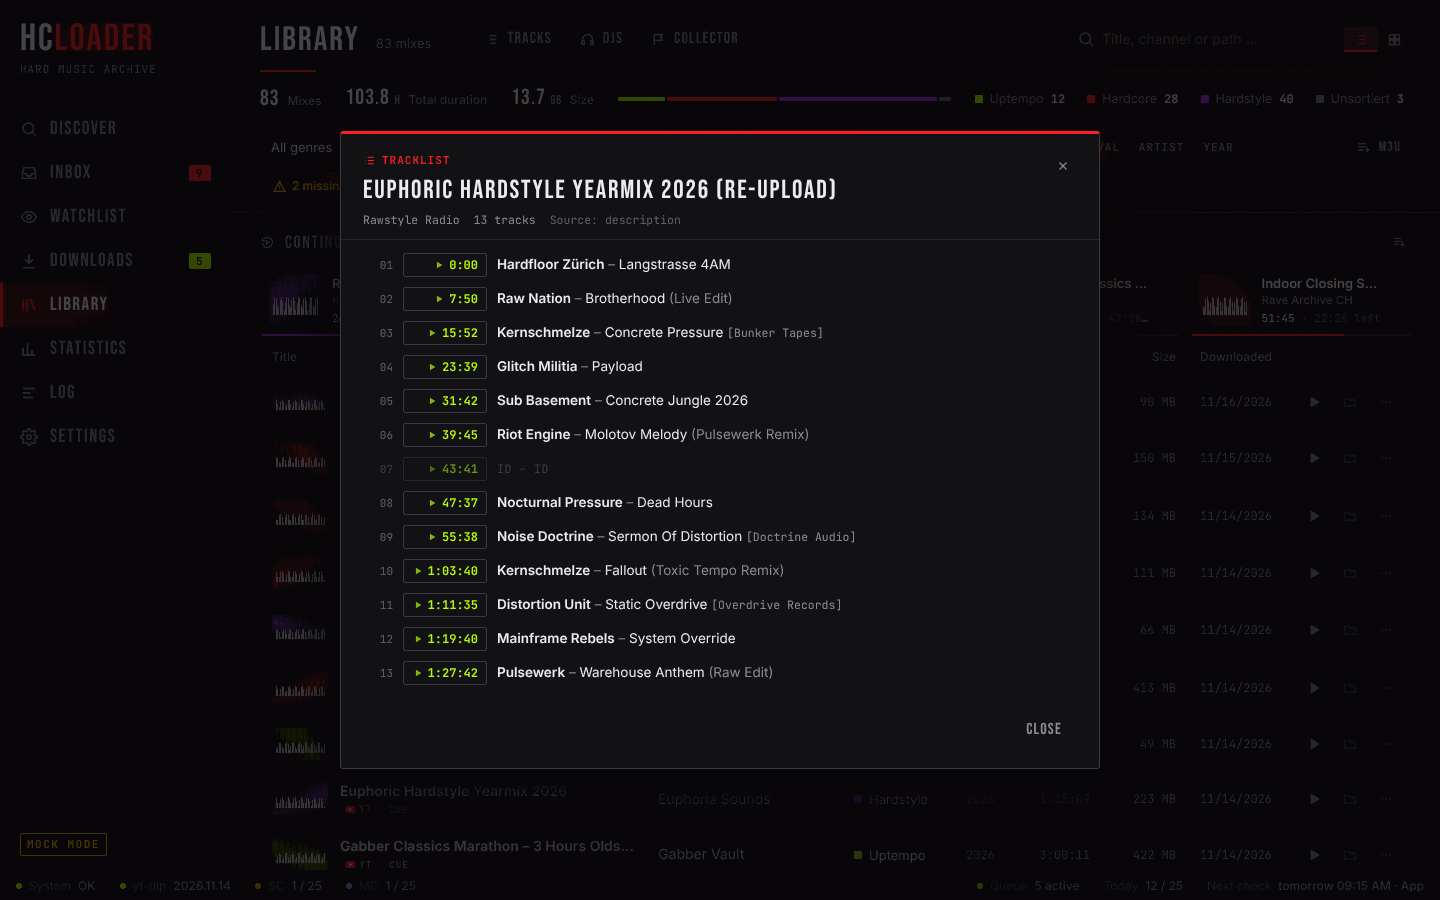 HCLOADER
HARD MUSIC ARCHIVE
DISCOVER
INBOX 9
WATCHLIST
DOWNLOADS 5
LIBRARY
STATISTICS
LOG
SETTINGS
MOCK MODE
LIBRARY 83 mixes TRACKS DJS COLLECTOR Title, channel or path ...
83 Mixes 103.8 H Total duration 13.7 GB Size Uptempo 12 Hardcore 28 Hardstyle 40 Unsortiert 3
All genres ARTIST YEAR M3U
2
TRACKLIST
EUPHORIC HARDSTYLE YEARMIX 2026 (RE-UPLOAD)
Rawstyle Radio 13 tracks Source: description
01 0:00 Hardfloor Zürich – Langstrasse 4AM
02 7:50 Raw Nation – Brotherhood (Live Edit)
03 15:52 Kernschmelze – Concrete Pressure [Bunker Tapes]
04 23:39 Glitch Militia – Payload
05 31:42 Sub Basement – Concrete Jungle 2026
06 39:45 Riot Engine – Molotov Melody (Pulsewerk Remix)
07 43:41 ID – ID
08 47:37 Nocturnal Pressure – Dead Hours
09 55:38 Noise Doctrine – Sermon Of Distortion [Doctrine Audio]
10 1:03:40 Kernschmelze – Fallout (Toxic Tempo Remix)
11 1:11:35 Distortion Unit – Static Overdrive [Overdrive Records]
12 1:19:40 Mainframe Rebels – System Override
13 1:27:42 Pulsewerk – Warehouse Anthem (Raw Edit)
CLOSE
Indoor Closing S...
Rave Archive CH
51:45 · 22:28 left
Title Size Downloaded
90 MB 11/16/2026
150 MB 11/15/2026
134 MB 11/14/2026
111 MB 11/14/2026
66 MB 11/14/2026
413 MB 11/14/2026
49 MB 11/14/2026
Euphoric Hardstyle Yearmix 2026 Euphoria Sounds Hardstyle 2026 1:35:09 223 MB 11/14/2026
YT CUE
Gabber Classics Marathon – 3 Hours Olds... Gabber Vault Uptempo 2026 3:00:11 422 MB 11/14/2026
YT CUE
System OK yt-dlp 2026.11.14 SC 1 / 25 MC 1 / 25 Queue 5 active Today 12 / 25 Next check tomorrow 09:15 AM · App